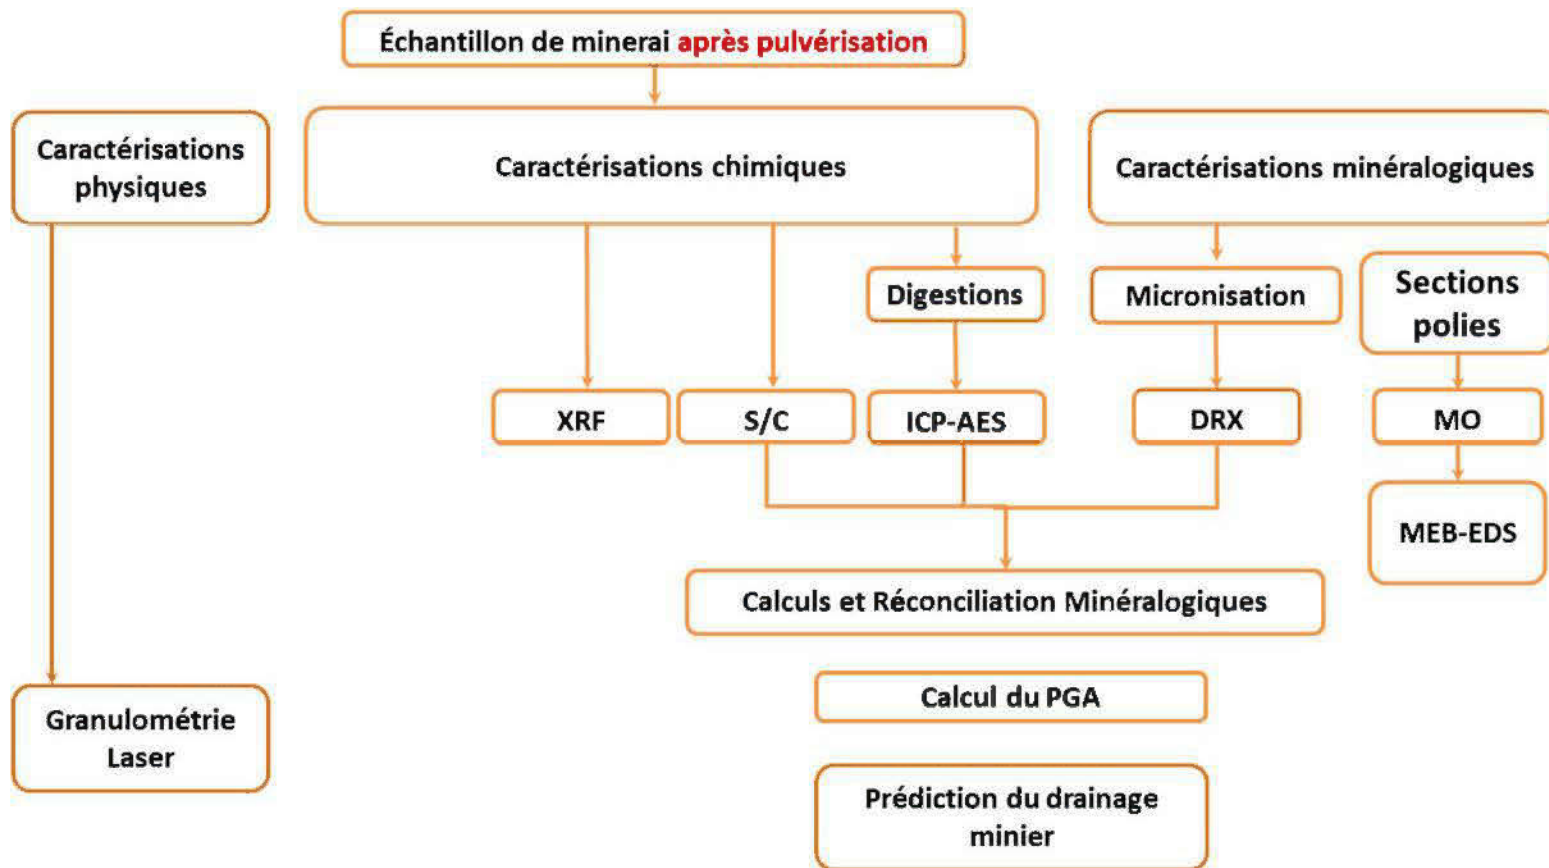 Échantillon de minerai après pulvérisation
Caractérisations
physiques
Caractérisations chimiques
Caractérisations minéralogiques
Digestions
Micronisation
Sections
polies
XRF
S/C
ICP-AES
DRX
MO
MEB-EDS
Calculs et Réconciliation Minéralogiques
Calcul du PGA
Granulométrie
Laser
Prédiction du drainage
minier